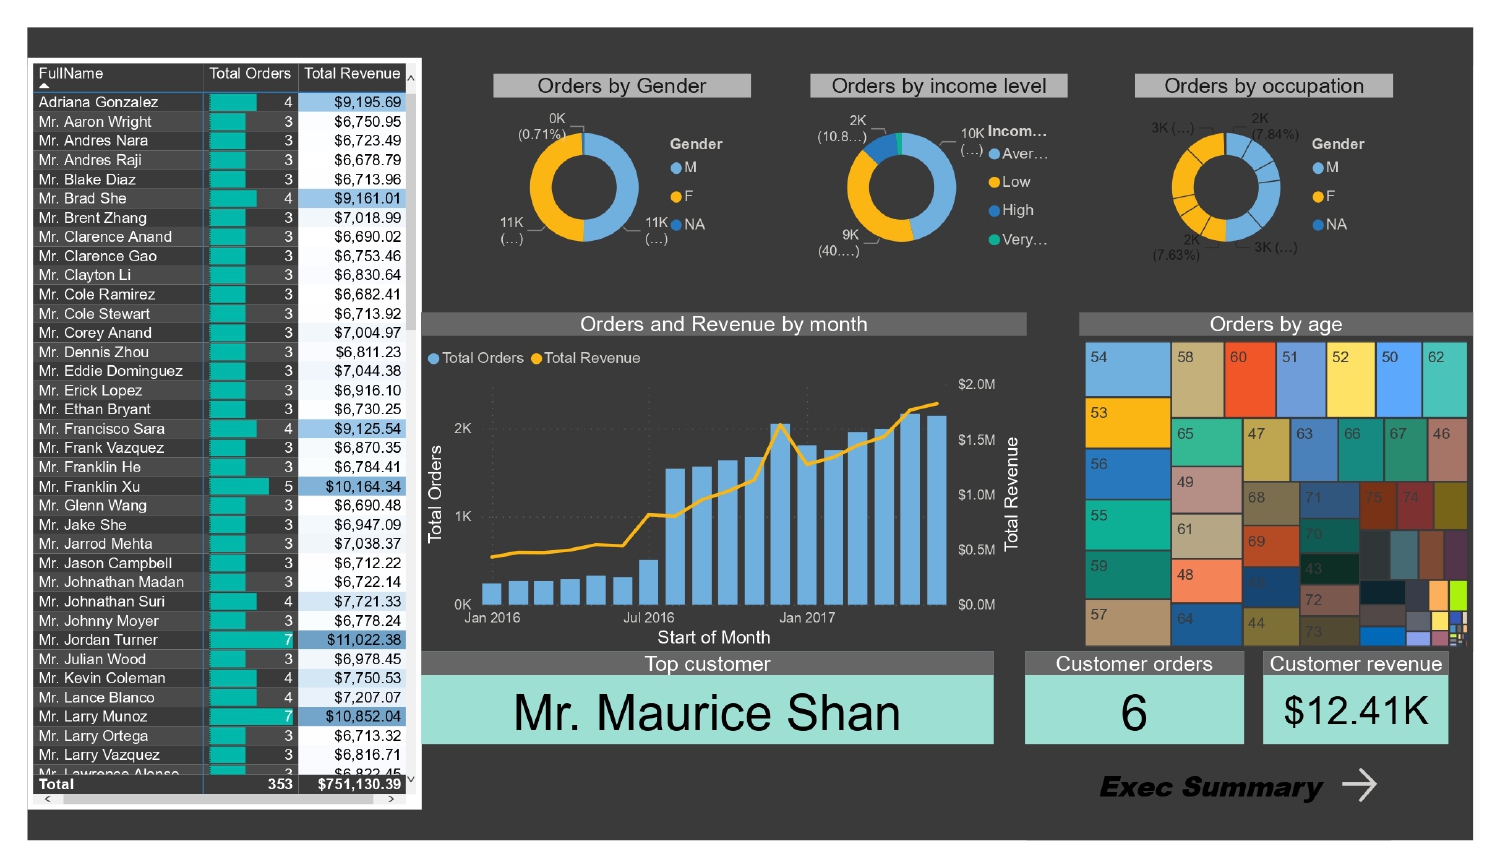 FullName Total Orders Total Revenue
Adriana Gonzalez 4 $9,195.69
Mr. Aaron Wright 3 $6,750.95
Mr. Andres Nara 3 $6,723.49
Mr. Andres Raji 3 $6,678.79
Mr. Blake Diaz 3 $6,713.96
Mr. Brad She 4 $9,161.01
Mr. Brent Zhang 3 $7,018.99
Mr. Clarence Anand 3 $6,690.02
Mr. Clarence Gao 3 $6,753.46
Mr. Clayton Li 3 $6,830.64
Mr. Cole Ramirez 3 $6,682.41
Mr. Cole Stewart 3 $6,713.92
Mr. Corey Anand 3 $7,004.97
Mr. Dennis Zhou 3 $6,811.23
Mr. Eddie Dominguez 3 $7,044.38
Mr. Erick Lopez 3 $6,916.10
Mr. Ethan Bryant 3 $6,730.25
Mr. Francisco Sara 4 $9,125.54
Mr. Frank Vazquez 3 $6,870.35
Mr. Franklin He 3 $6,784.41
Mr. Franklin Xu 5 $10,164.34
Mr. Glenn Wang 3 $6,690.48
Mr. Jake She 3 $6,947.09
Mr. Jarrod Mehta 3 $7,038.37
Mr. Jason Campbell 3 $6,712.22
Mr. Johnathan Madan 3 $6,722.14
Mr. Johnathan Suri 4 $7,721.33
Mr. Johnny Moyer 3 $6,778.24
Mr. Jordan Turner 7 $11,022.38
Mr. Julian Wood 3 $6,978.45
Mr. Kevin Coleman 4 $7,750.53
Mr. Lance Blanco 4 $7,207.07
Mr. Larry Munoz 7 $10,852.04
Mr. Larry Ortega 3 $6,713.32
Mr. Larry Vazquez 3 $6,816.71
Mr. Lawrence Alonso 3 $6,822.45
Total 353 $751,130.39
Orders by Gender
0K
(0.71%)
11K
(...)
11K
(...)
Gender
M
F
NA
Orders by income level
2K
(10.8...)
10K
(...)
9K
(40....)
Incom...
Aver...
Low
High
Very...
Orders by occupation
3K (...)
2K
(7.84%)
2K
(7.63%)
3K (...)
Gender
M
F
NA
Orders and Revenue by month
Total Orders Total Revenue
Total Orders
2K
1K
0K
$2.0M
$1.5M
$1.0M
$0.5M
$0.0M
Total Revenue
Jan 2016 Jul 2016 Jan 2017
Start of Month
Orders by age
54 58 60 51 52 50 62
53
65 47 63 66 67 46
56
49 68 71 75 74
55
61 69 70
59
48 43
72
57 64 44 73
Top customer
Mr. Maurice Shan
Customer orders
6
Customer revenue
$12.41K
Exec Summary